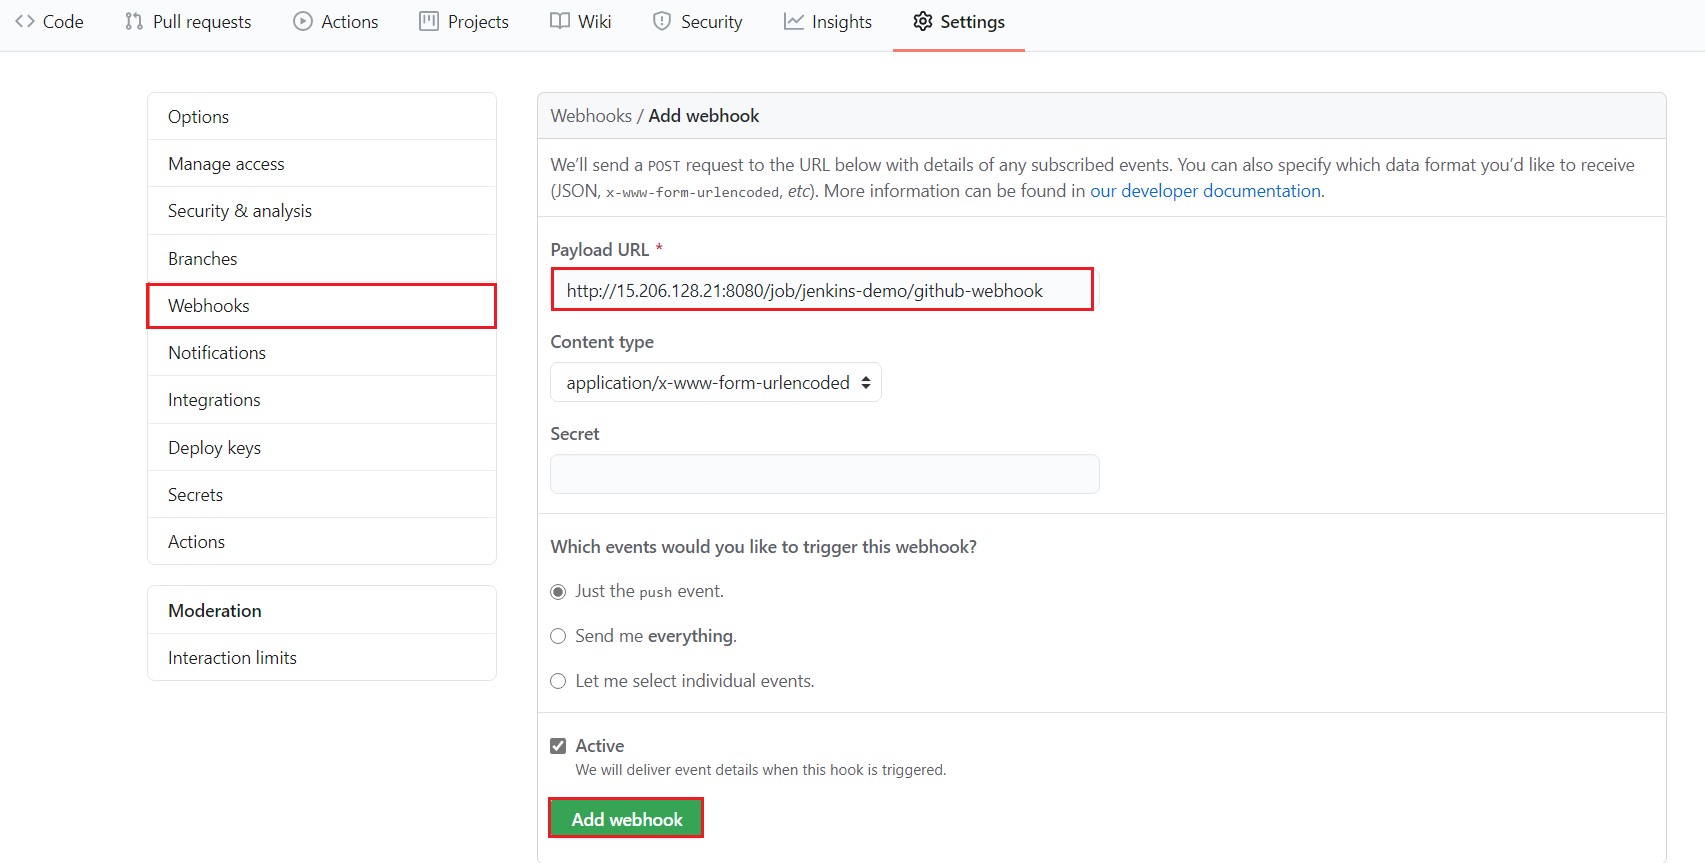 Code Pull requests Actions Projects Wiki Security Insights Settings
Options
Manage access
Security & analysis
Branches
Webhooks
Notifications
Integrations
Deploy keys
Secrets
Actions
Moderation
Interaction limits
Webhooks / Add webhook
We’ll send a POST request to the URL below with details of any subscribed events. You can also specify which data format you’d like to receive
(JSON, x-www-form-urlencoded, etc). More information can be found in our developer documentation.
Payload URL *
http://15.206.128.21:8080/job/jenkins-demo/github-webhook
Content type
application/x-www-form-urlencoded
Secret
Which events would you like to trigger this webhook?
Just the push event.
Send me everything.
Let me select individual events.
Active
We will deliver event details when this hook is triggered.
Add webhook